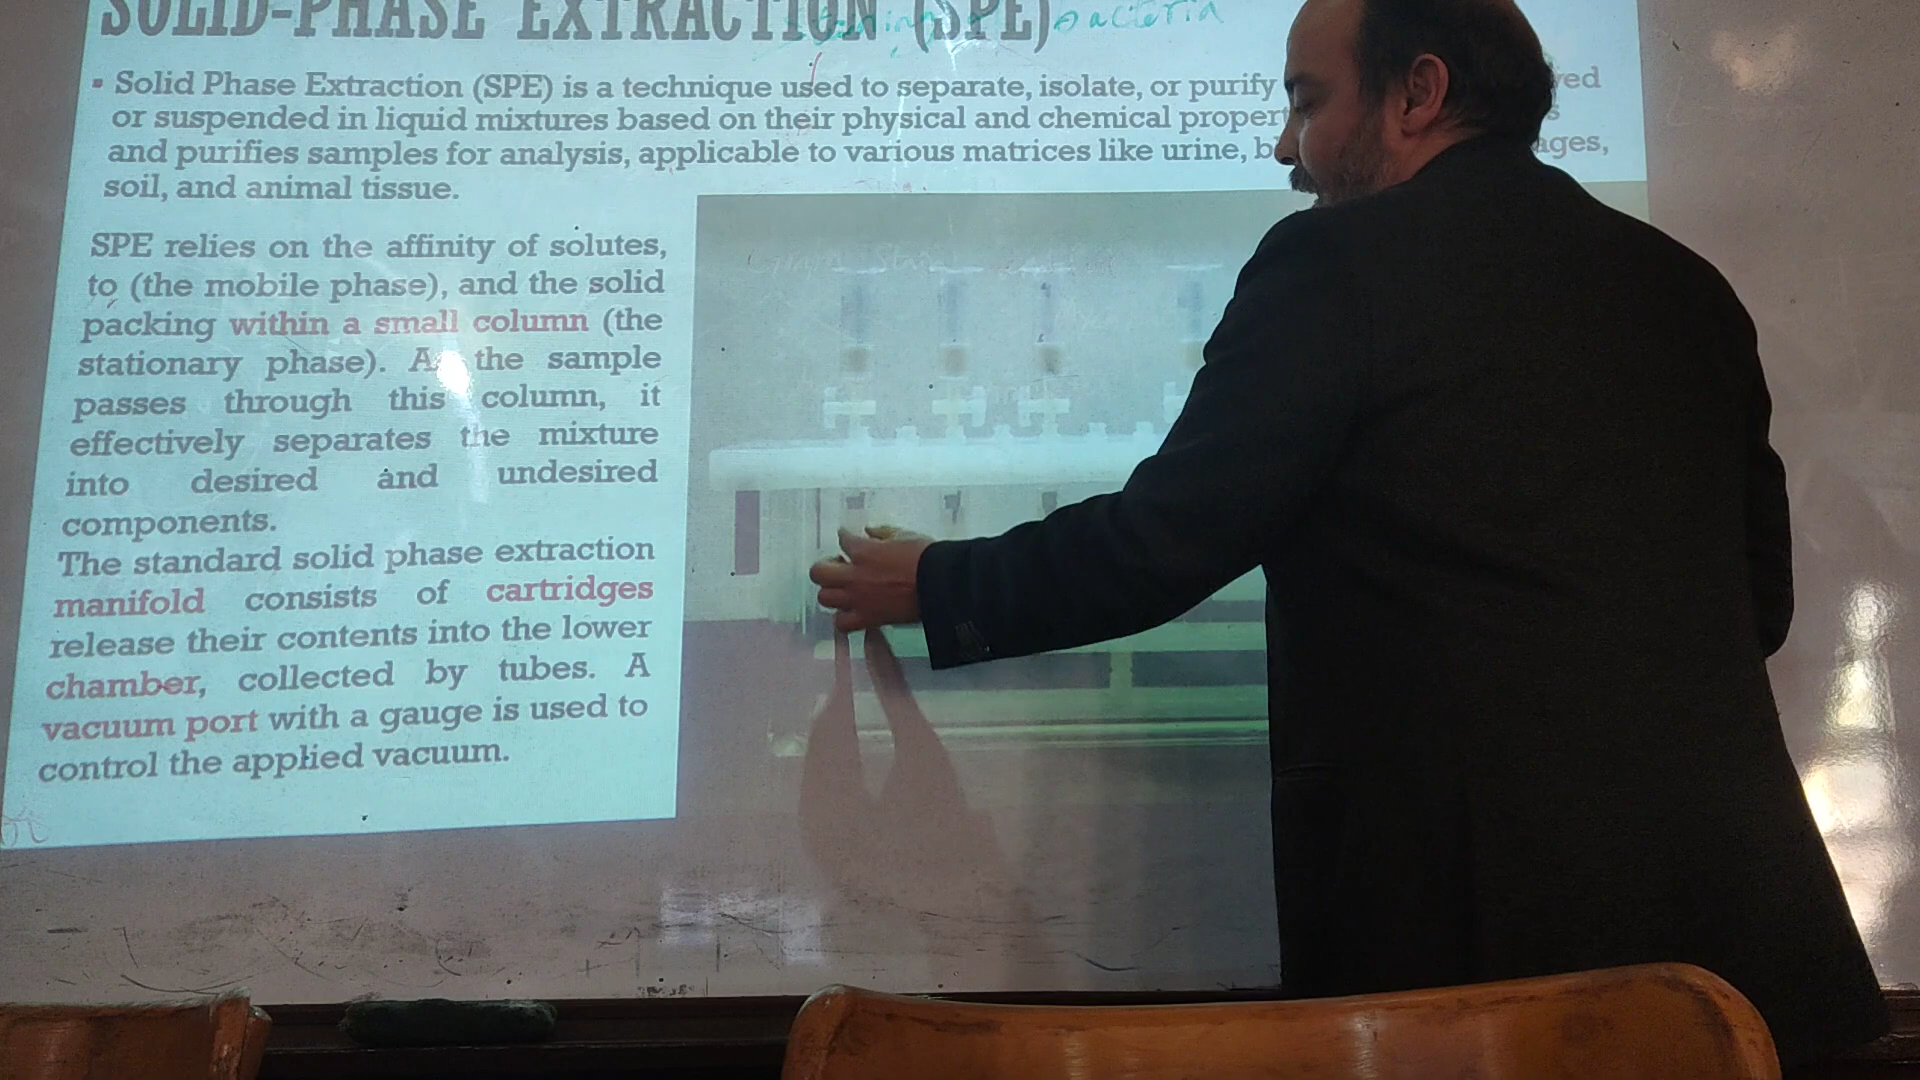 SOLID-PHASE EXTRACTION (SPE)
bacteria
▪ Solid Phase Extraction (SPE) is a technique used to separate, isolate, or purify
or suspended in liquid mixtures based on their physical and chemical
and purifies samples for analysis, applicable to various matrices like urine,
soil, and animal tissue.
SPE relies on the affinity of solutes,
to (the mobile phase), and the solid
packing within a small column (the
stationary phase). As the sample
passes through this column, it
effectively separates the mixture
into desired and undesired
components.
The standard solid phase extraction
manifold consists of cartridges
release their contents into the lower
chamber, collected by tubes. A
vacuum port with a gauge is used to
control the applied vacuum.